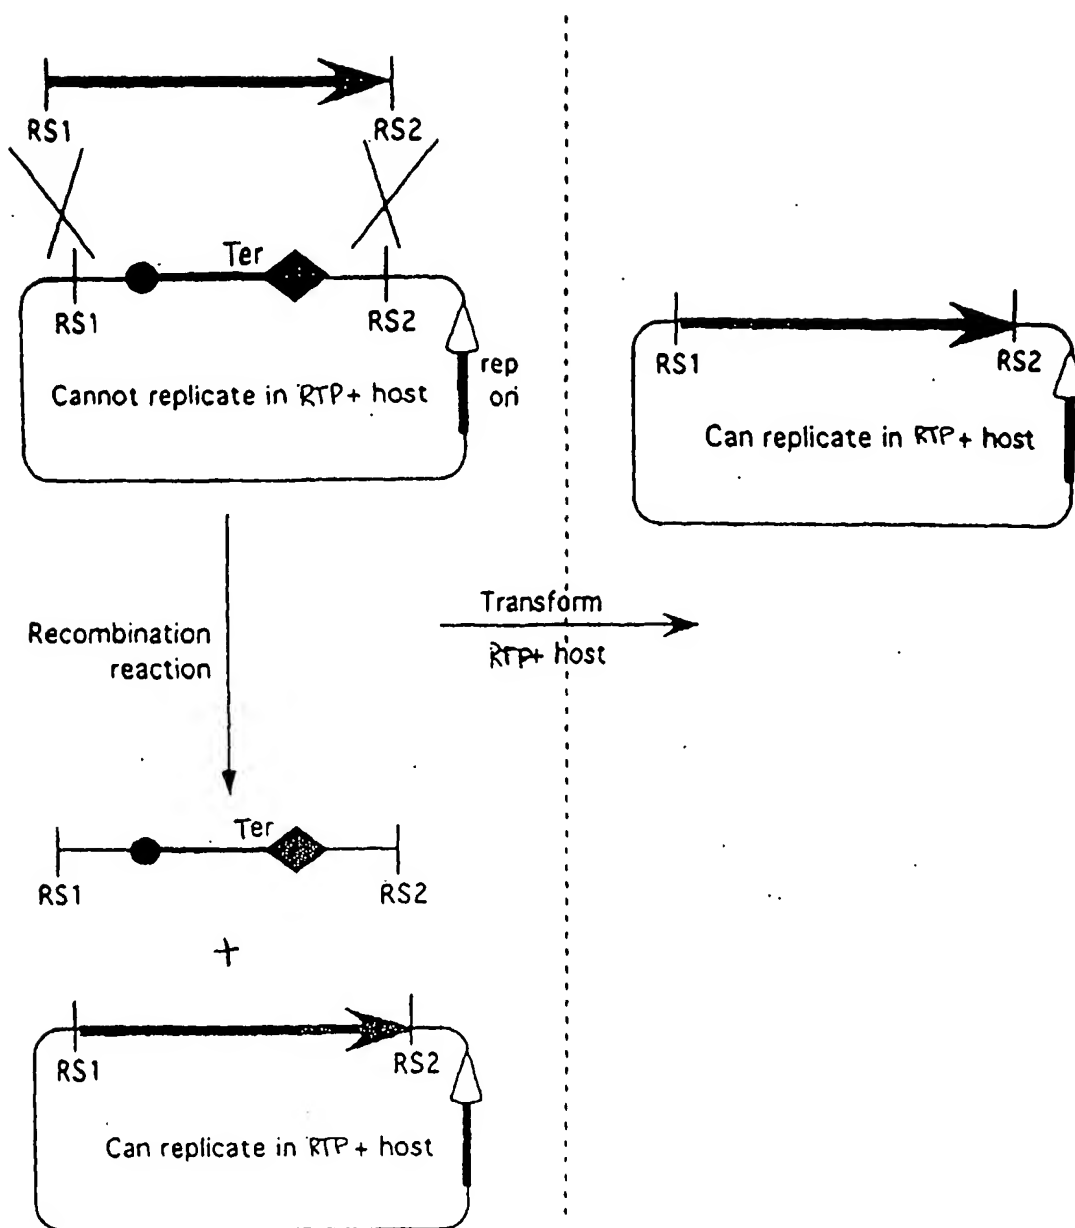 RS1
RS2
Ter
RS1
RS2
rep
ori
Cannot replicate in RTP+ host
RS1
RS2
Can replicate in RTP+ host
Recombination
reaction
Transform
RTP+ host
Ter
RS1
RS2
+
RS1
RS2
Can replicate in RTP+ host